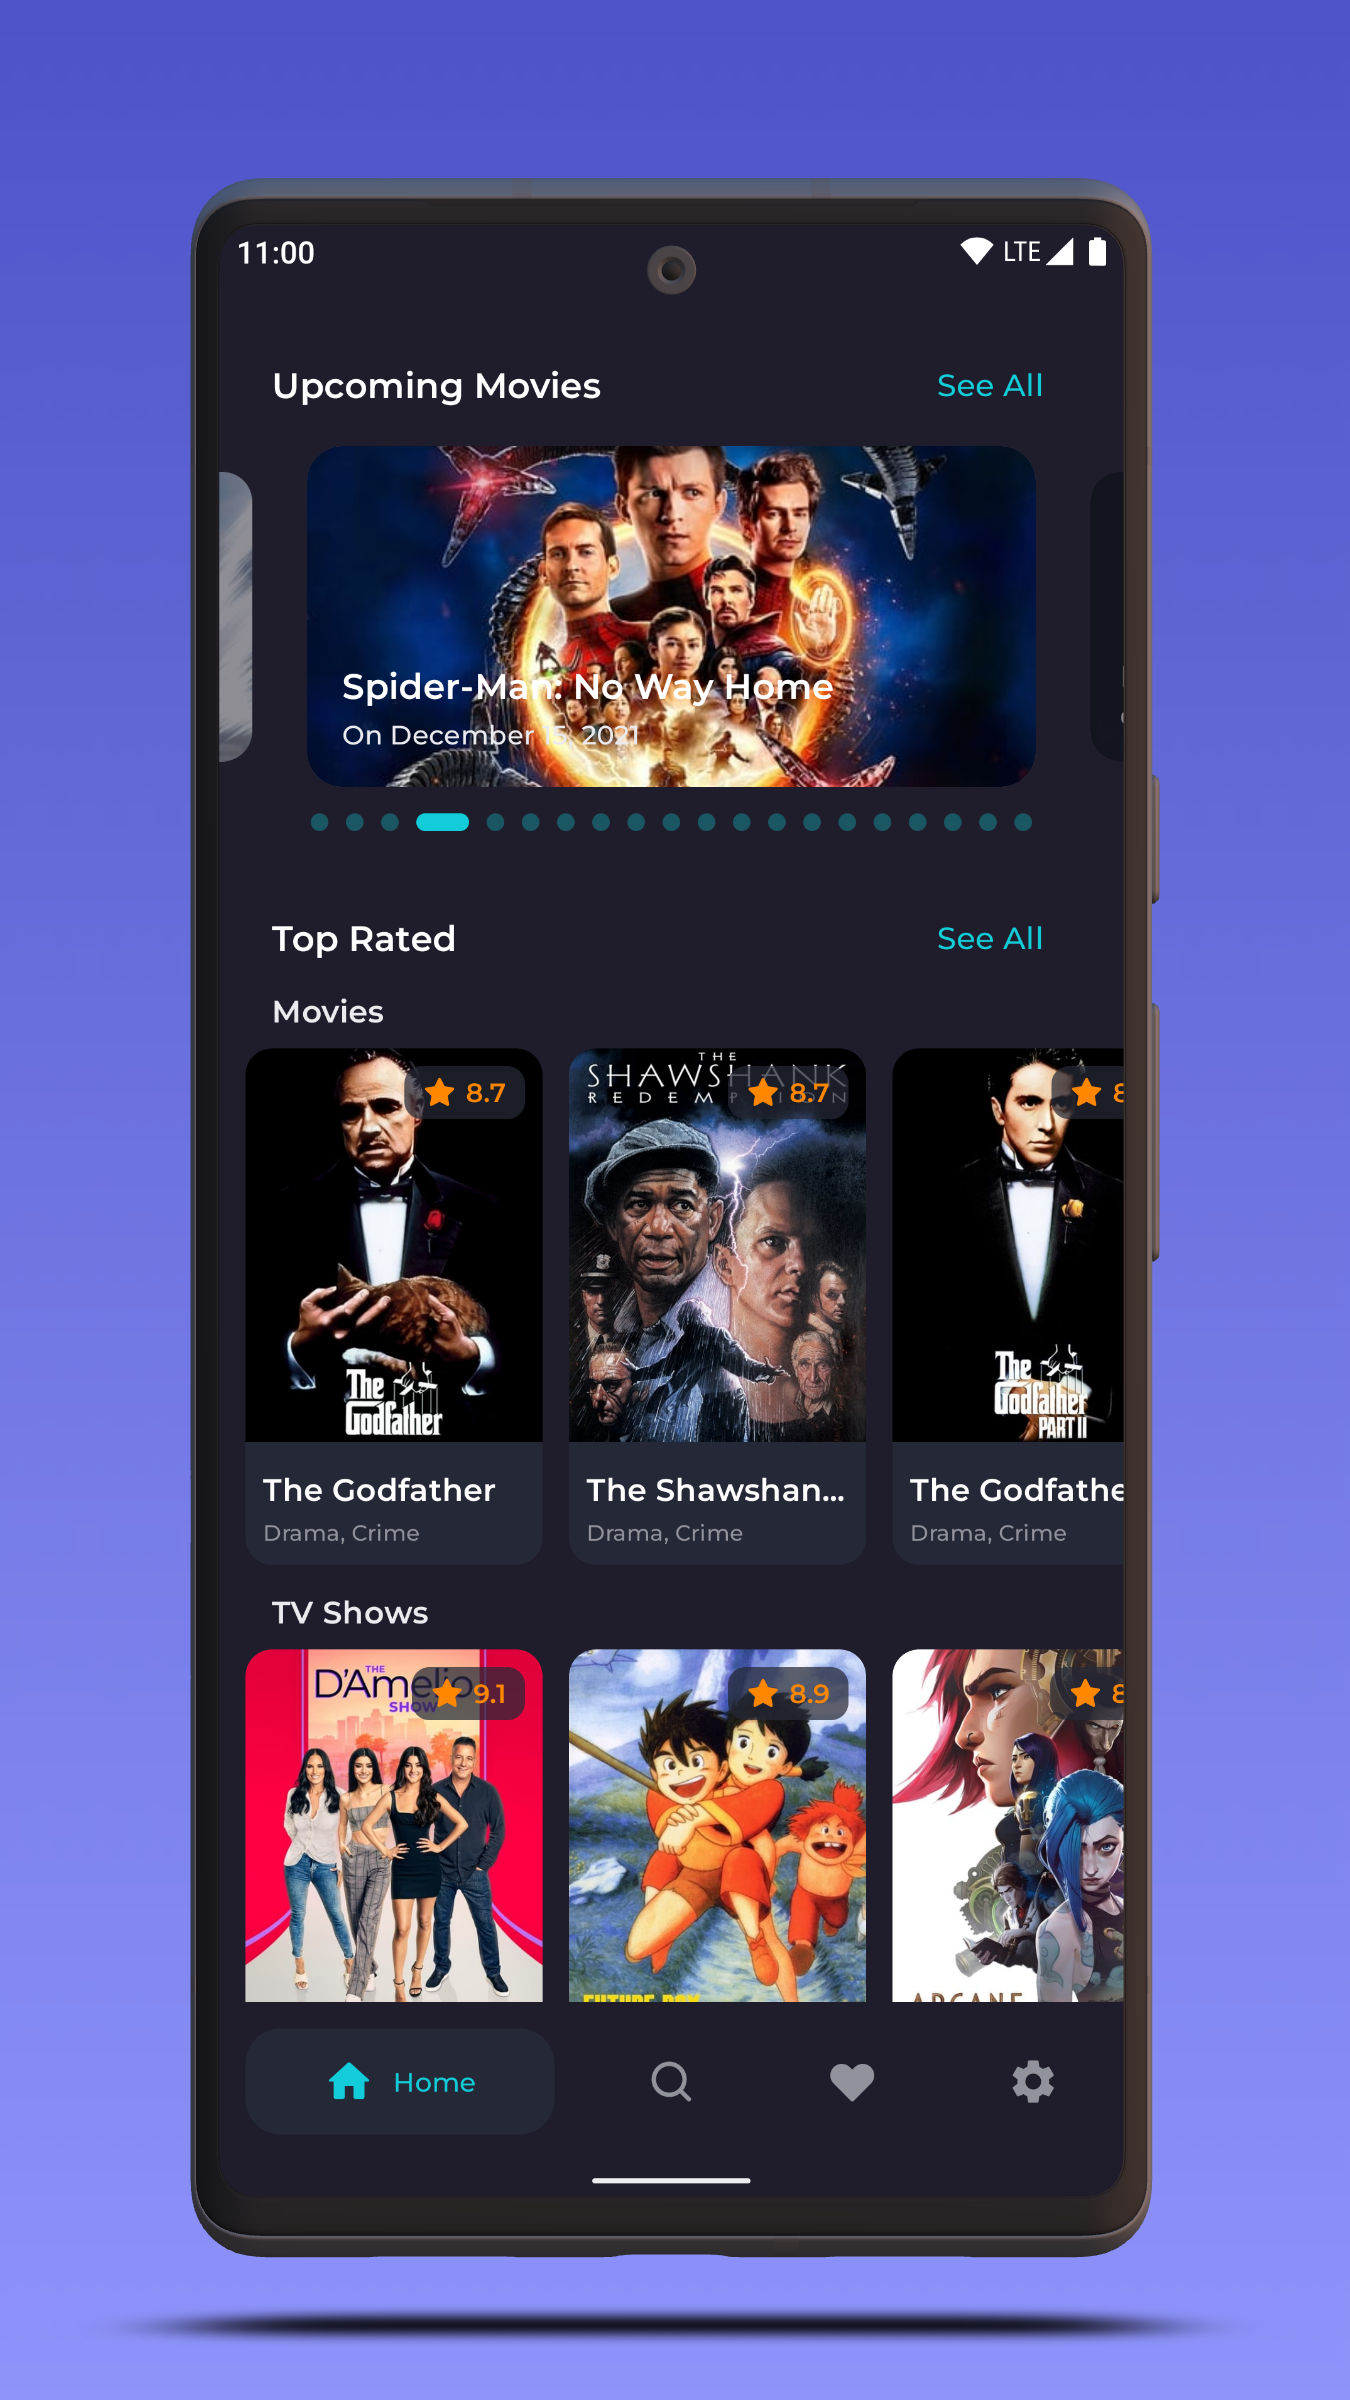 11:00
LTE
Upcoming Movies
See All
Spider-Man: No Way Home
On December 15, 2021
Top Rated
See All
Movies
8.7
THE
SHAWSHANK
REDEMPTION
8.7
8
The
Godfather
The
Godfather
PART II
The Godfather
The Shawshan...
The Godfathe
Drama, Crime
Drama, Crime
Drama, Crime
TV Shows
THE
D'Amelio
SHOW
9.1
8.9
8
ARCANE
Home